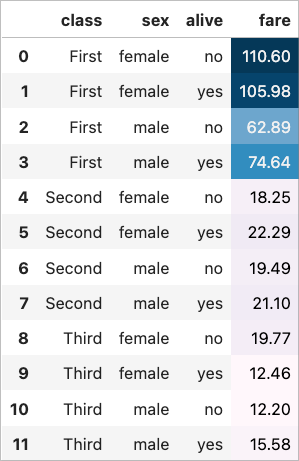 class sex alive fare
0 First female no 110.60
1 First female yes 105.98
2 First male no 62.89
3 First male yes 74.64
4 Second female no 18.25
5 Second female yes 22.29
6 Second male no 19.49
7 Second male yes 21.10
8 Third female no 19.77
9 Third female yes 12.46
10 Third male no 12.20
11 Third male yes 15.58